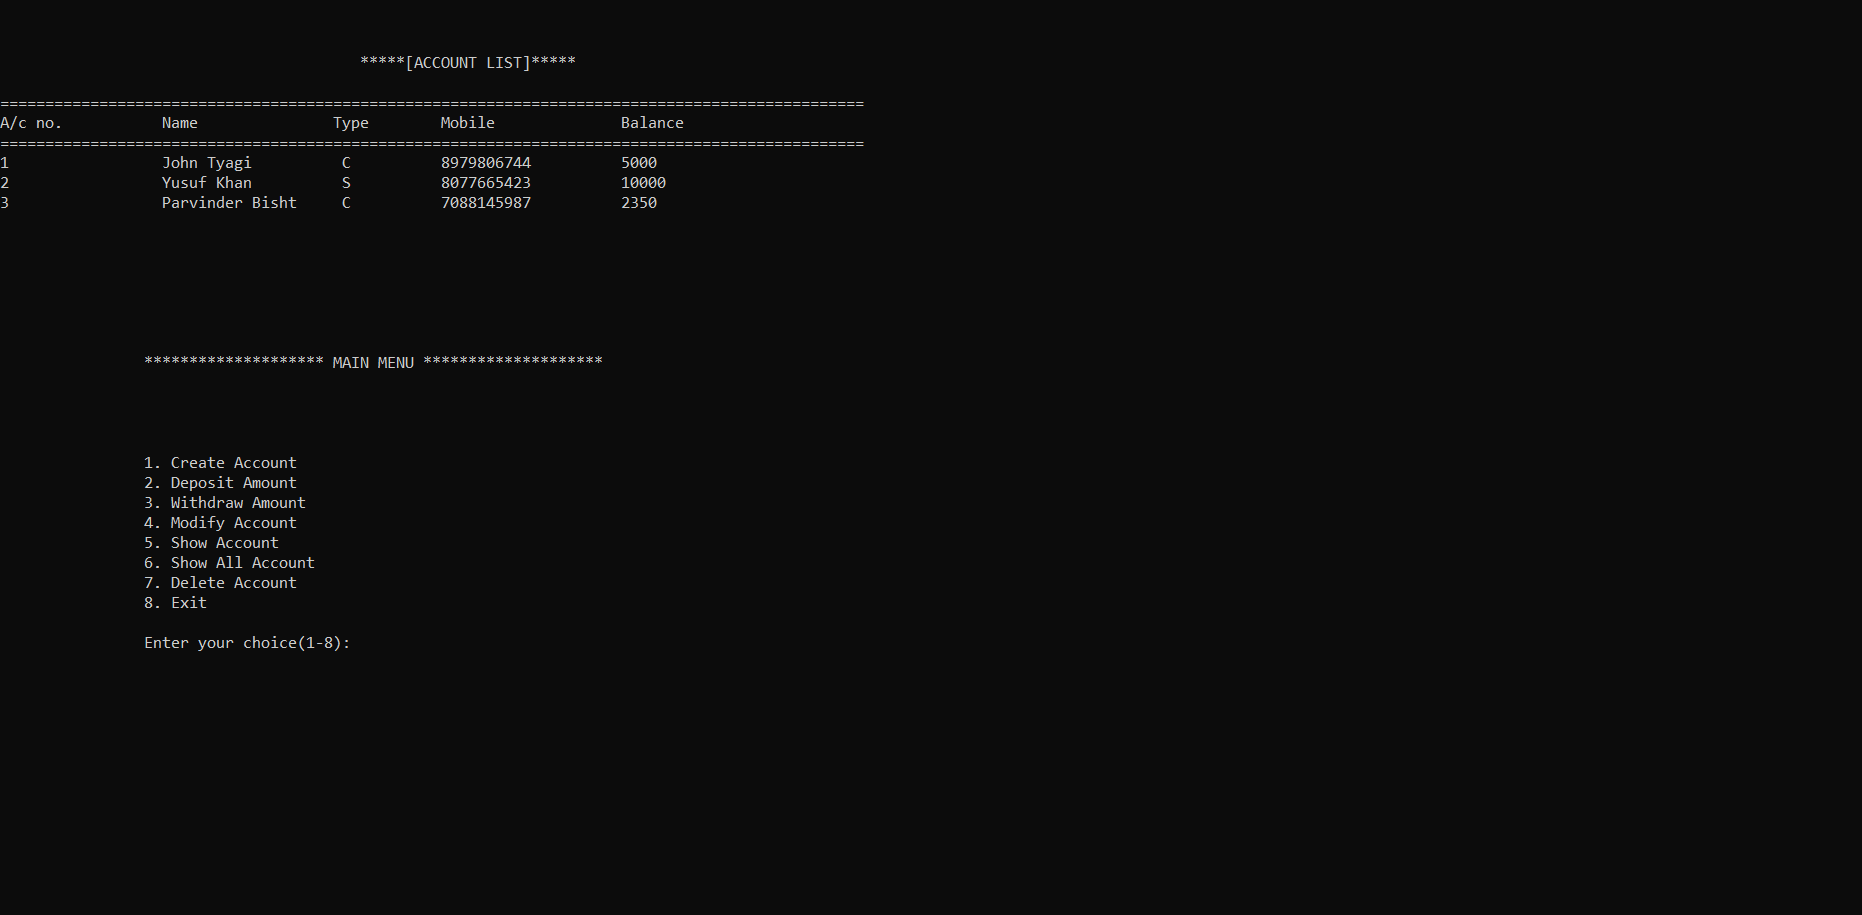 *****[ACCOUNT LIST]*****
================================================================================================
A/c no. Name Type Mobile Balance
================================================================================================
1 John Tyagi C 8979806744 5000
2 Yusuf Khan S 8077665423 10000
3 Parvinder Bisht C 7088145987 2350
******************** MAIN MENU ********************
1. Create Account
2. Deposit Amount
3. Withdraw Amount
4. Modify Account
5. Show Account
6. Show All Account
7. Delete Account
8. Exit
Enter your choice(1-8):